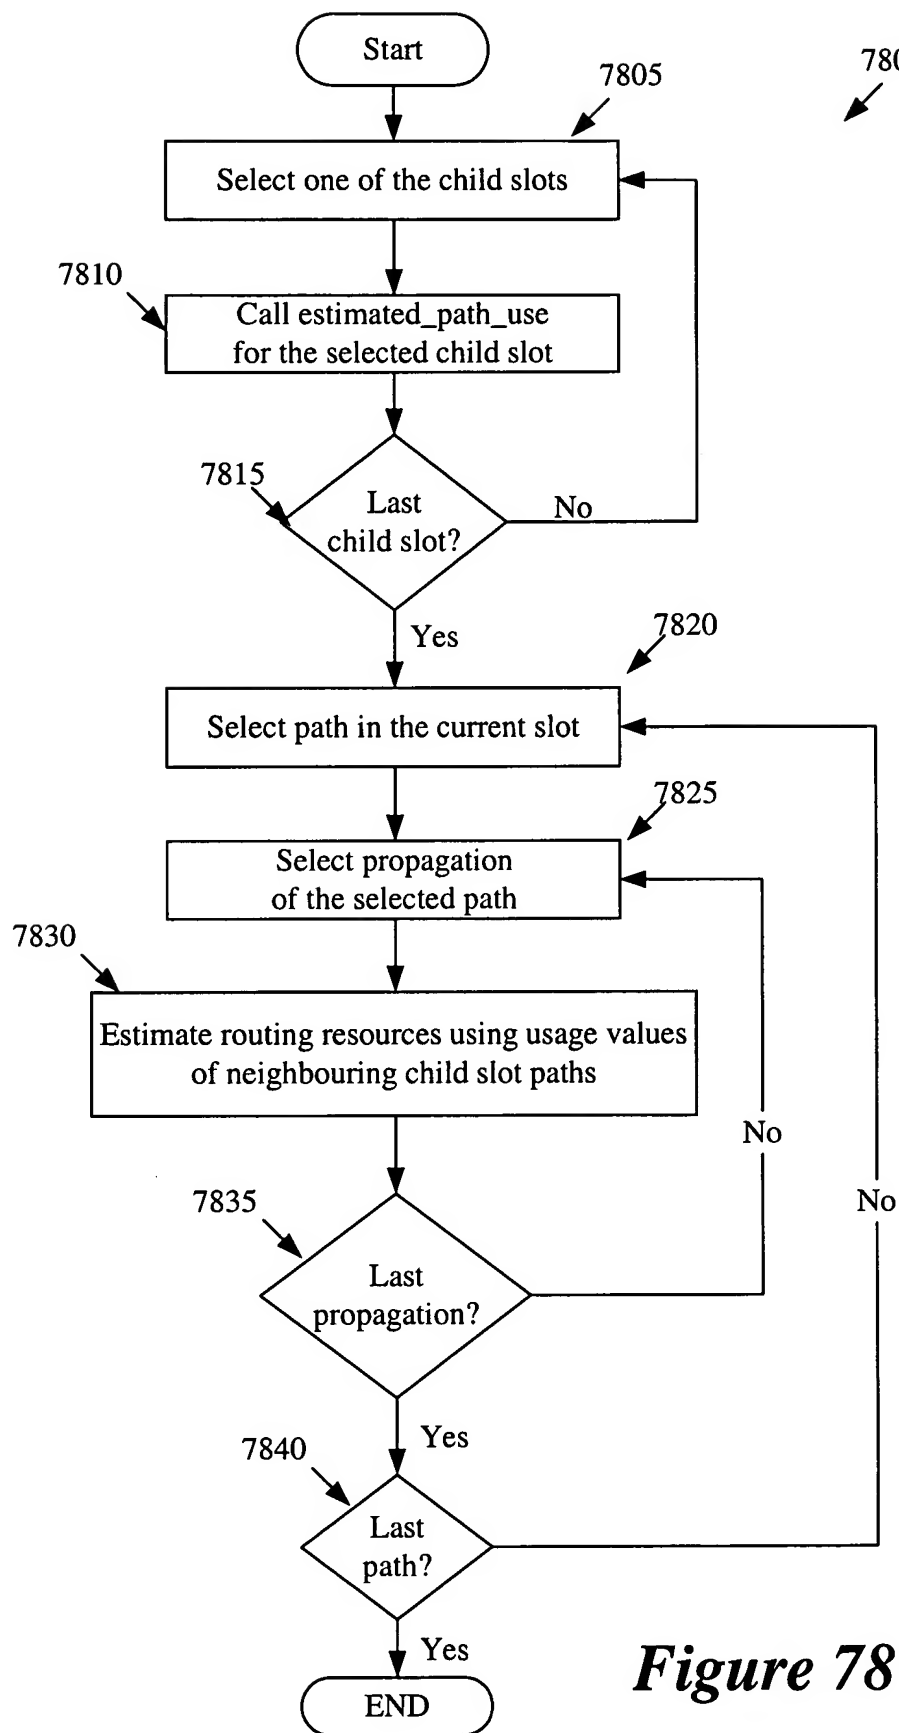 Start
7805
Select one of the child slots
7810
Call estimated_path_use
for the selected child slot
7815
Last
child slot?
No
Yes
7820
Select path in the current slot
7825
Select propagation
of the selected path
7830
Estimate routing resources using usage values
of neighbouring child slot paths
No
No
7835
Last
propagation?
Yes
7840
Last
path?
Yes
END
Figure 78